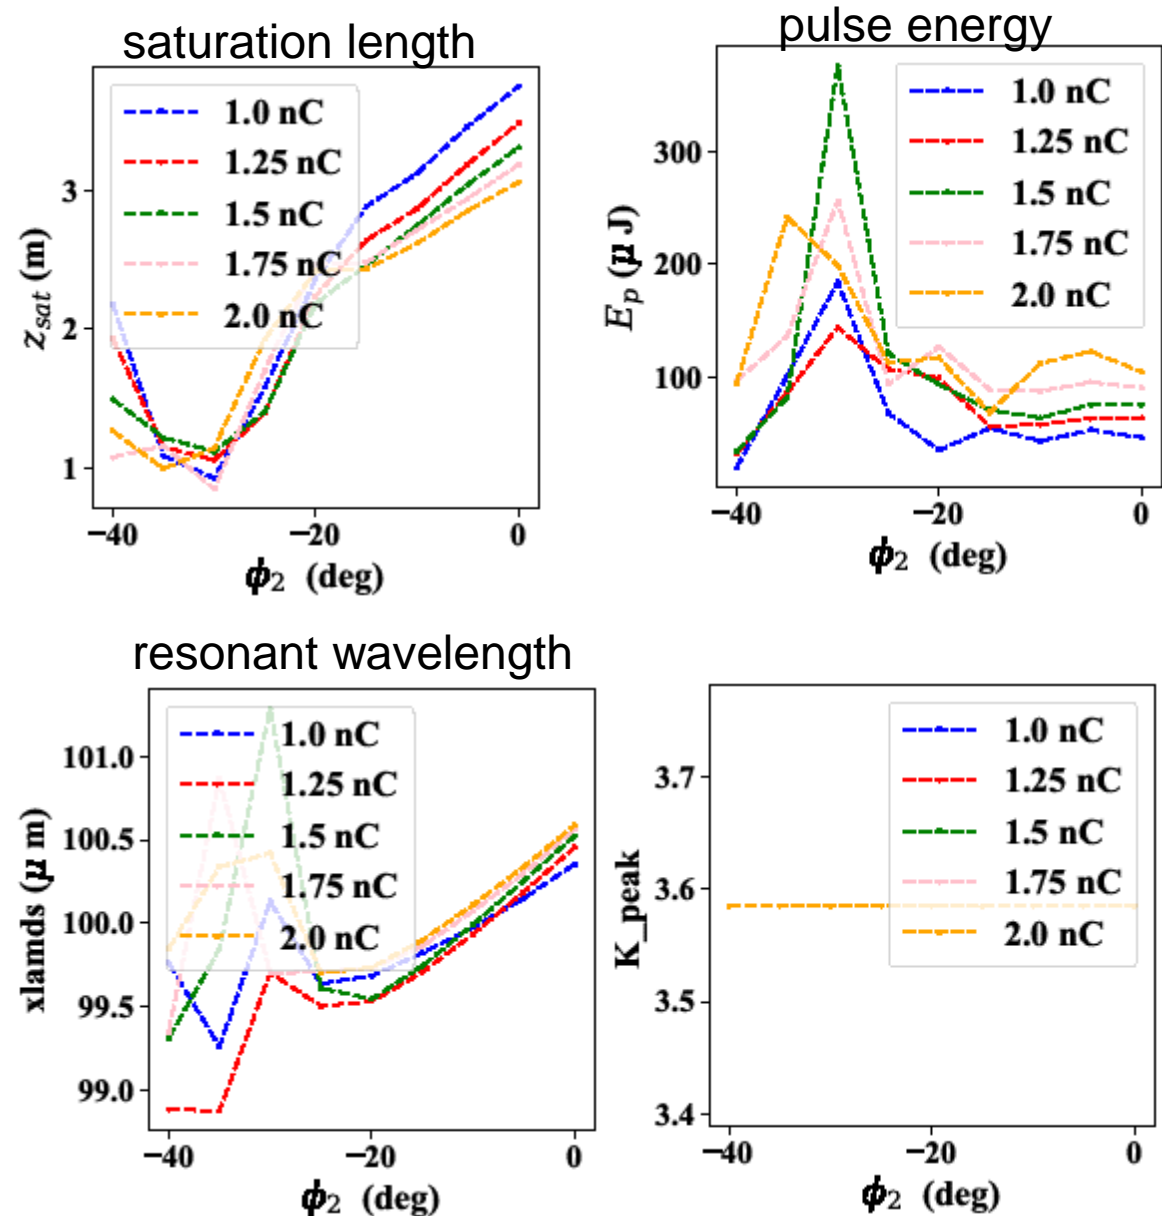 saturation length
1.0 nC
1.25 nC
1.5 nC
1.75 nC
2.0 nC
3
2
1
z_sat (m)
−40 −20 0
ϕ₂ (deg)
pulse energy
1.0 nC
1.25 nC
1.5 nC
1.75 nC
2.0 nC
300
200
100
E_p (μ J)
−40 −20 0
ϕ₂ (deg)
resonant wavelength
1.0 nC
1.25 nC
1.5 nC
1.75 nC
2.0 nC
101.0
100.5
100.0
99.5
99.0
xlamds (μ m)
−40 −20 0
ϕ₂ (deg)
1.0 nC
1.25 nC
1.5 nC
1.75 nC
2.0 nC
3.7
3.6
3.5
3.4
K_peak
−40 −20 0
ϕ₂ (deg)